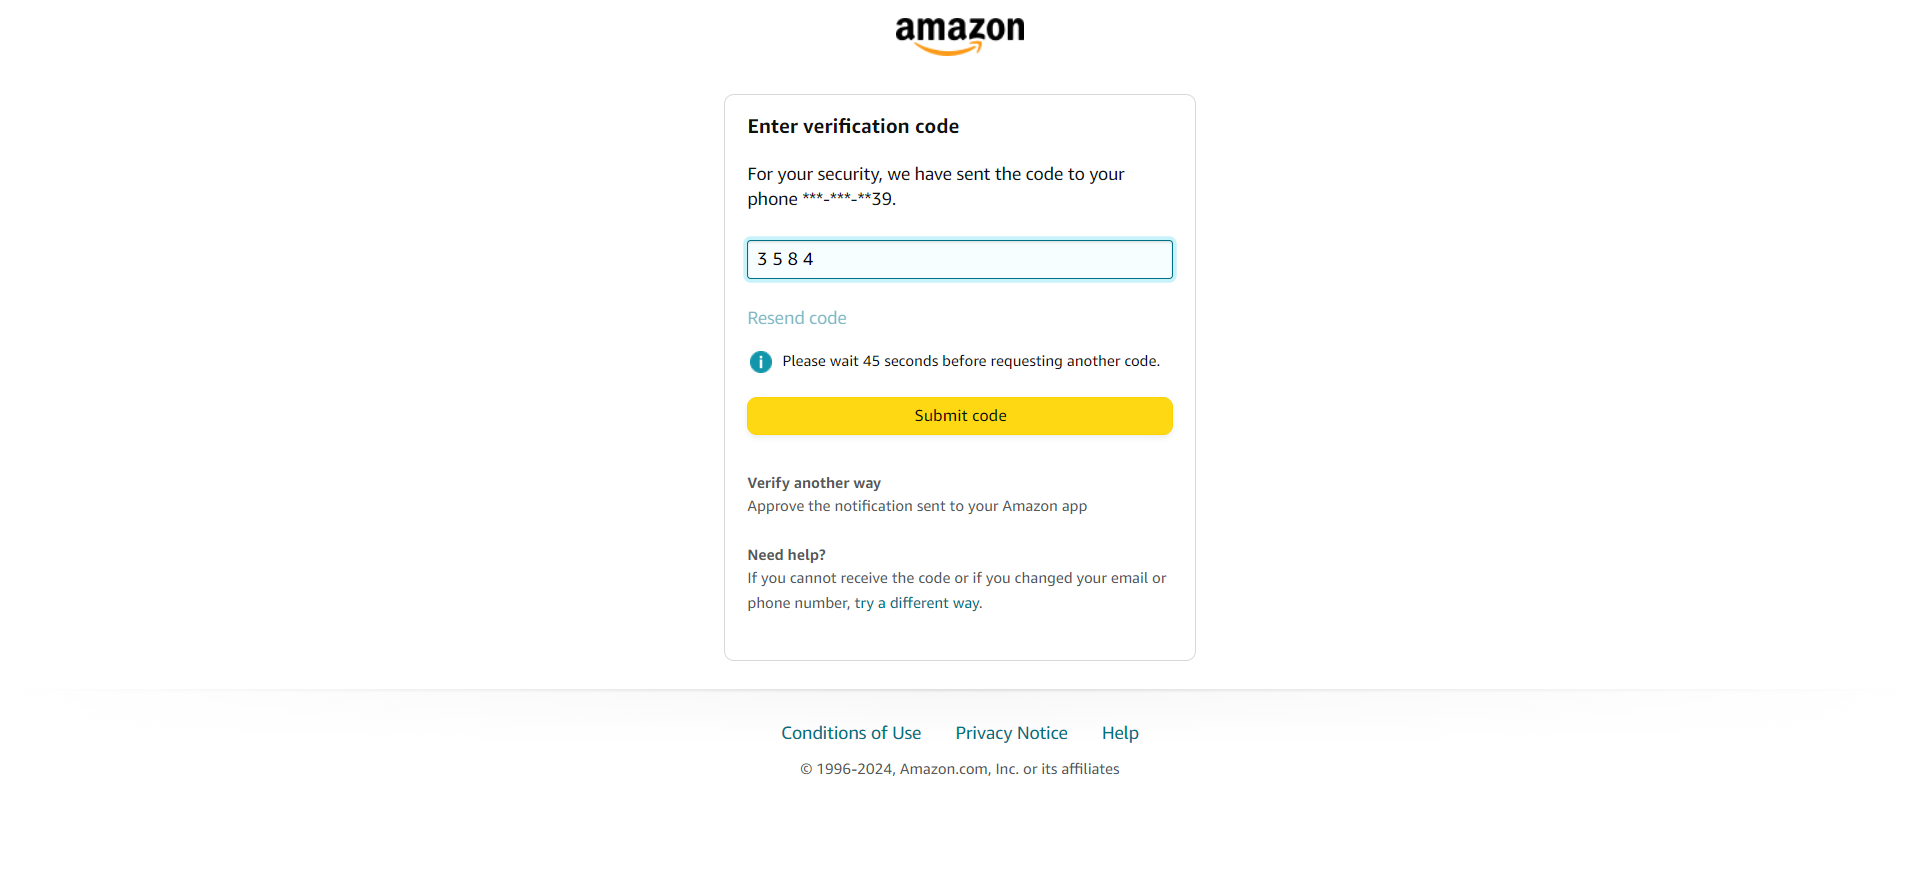 amazon
Enter verification code
For your security, we have sent the code to your
phone ***-***-**39.
3 5 8 4
Resend code
i Please wait 45 seconds before requesting another code.
Submit code
Verify another way
Approve the notification sent to your Amazon app
Need help?
If you cannot receive the code or if you changed your email or
phone number, try a different way.
Conditions of Use Privacy Notice Help
© 1996-2024, Amazon.com, Inc. or its affiliates